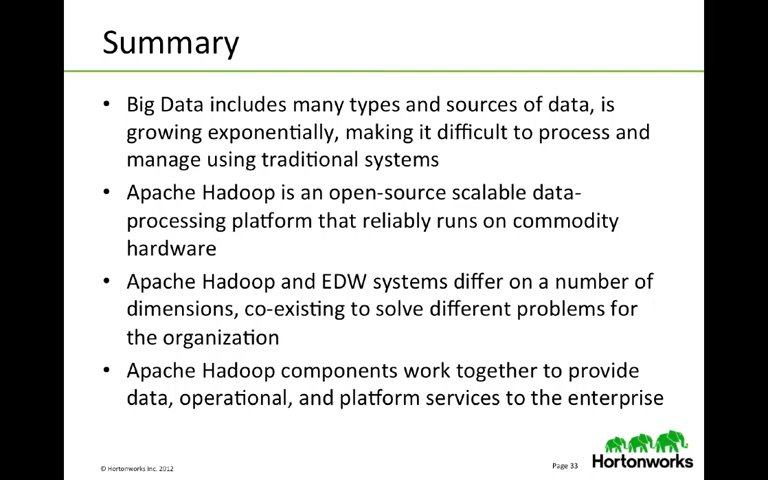 Summary
• Big Data includes many types and sources of data, is
growing exponentially, making it difficult to process and
manage using traditional systems
• Apache Hadoop is an open-source scalable data-
processing platform that reliably runs on commodity
hardware
• Apache Hadoop and EDW systems differ on a number of
dimensions, co-existing to solve different problems for
the organization
• Apache Hadoop components work together to provide
data, operational, and platform services to the enterprise
© Hortonworks Inc. 2012
Page 33
Hortonworks